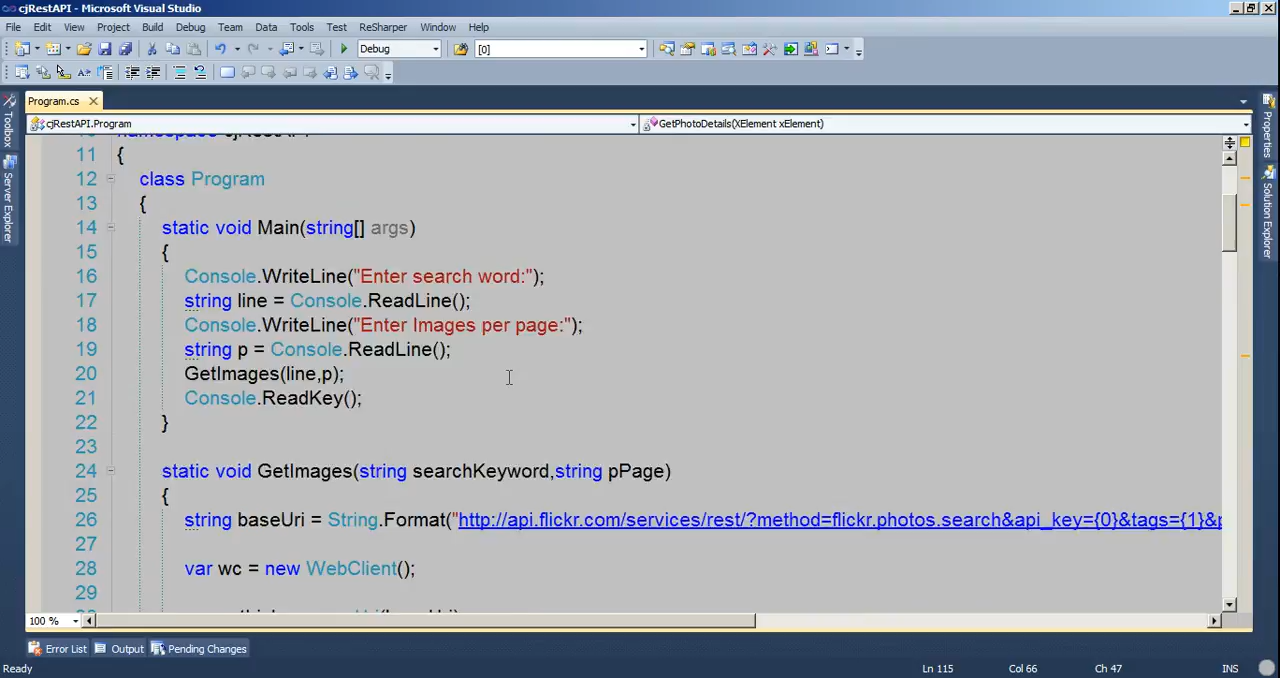 cjRestAPI - Microsoft Visual Studio
File Edit View Project Build Debug Team Data Tools Test ReSharper Window Help
Debug [0]
Program.cs
cjRestAPI.Program GetPhotoDetails(XElement xElement)
Toolbox
Server Explorer
Properties
Solution Explorer
11 {
12 class Program
13 {
14 static void Main(string[] args)
15 {
16 Console.WriteLine("Enter search word:");
17 string line = Console.ReadLine();
18 Console.WriteLine("Enter Images per page:");
19 string p = Console.ReadLine();
20 GetImages(line,p);
21 Console.ReadKey();
22 }
23
24 static void GetImages(string searchKeyword,string pPage)
25 {
26 string baseUri = String.Format("http://api.flickr.com/services/rest/?method=flickr.photos.search&api_key={0}&tags={1}&p
27
28 var wc = new WebClient();
29
100 %
Error List Output Pending Changes
Ready Ln 115 Col 66 Ch 47 INS